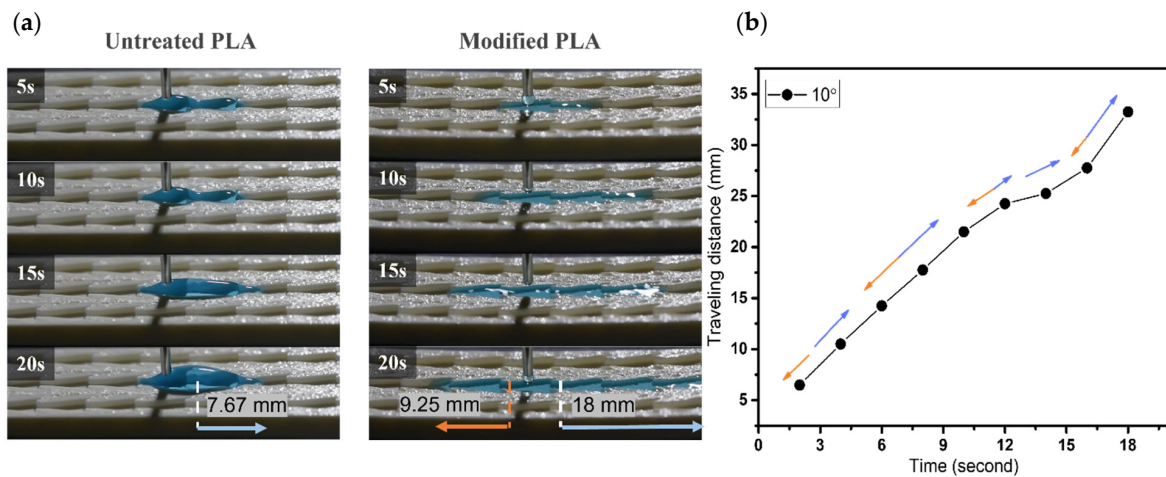 (a)
Untreated PLA
Modified PLA
5s
10s
15s
20s
7.67 mm
5s
10s
15s
20s
9.25 mm
18 mm
(b)
10°
Traveling distance (mm)
35
30
25
20
15
10
5
0
3
6
9
12
15
18
Time (second)